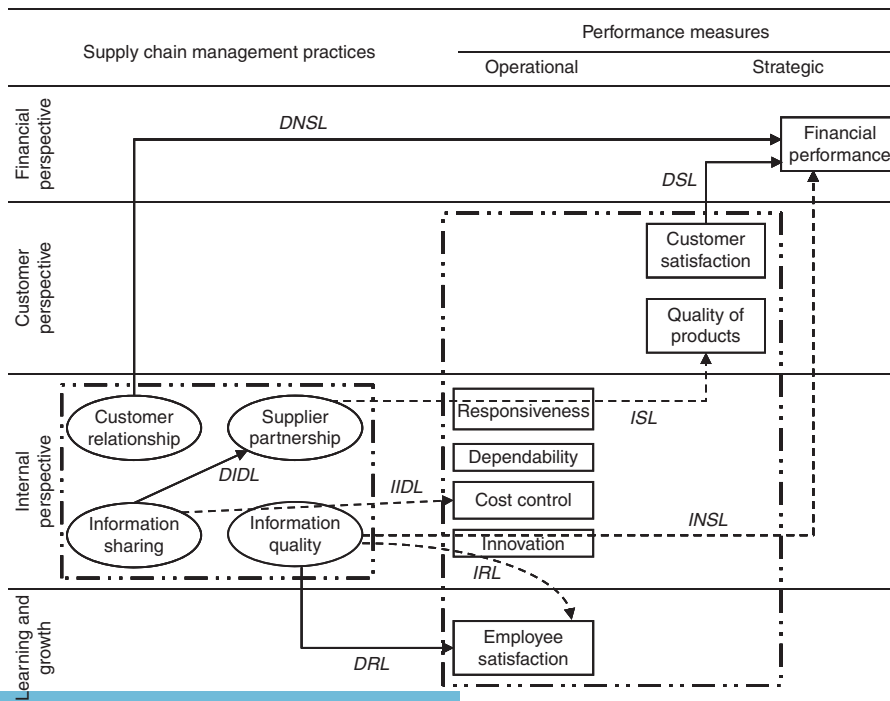 Supply chain management practices
Performance measures
Operational
Strategic
Financial
perspective
DNSL
Financial
performance
DSL
Customer
perspective
Customer
satisfaction
Quality of
products
Internal
perspective
Customer
relationship
Supplier
partnership
Responsiveness
ISL
DIDL
Dependability
IIDL
Cost control
Information
sharing
Information
quality
INSL
Innovation
IRL
Learning and
growth
DRL
Employee
satisfaction